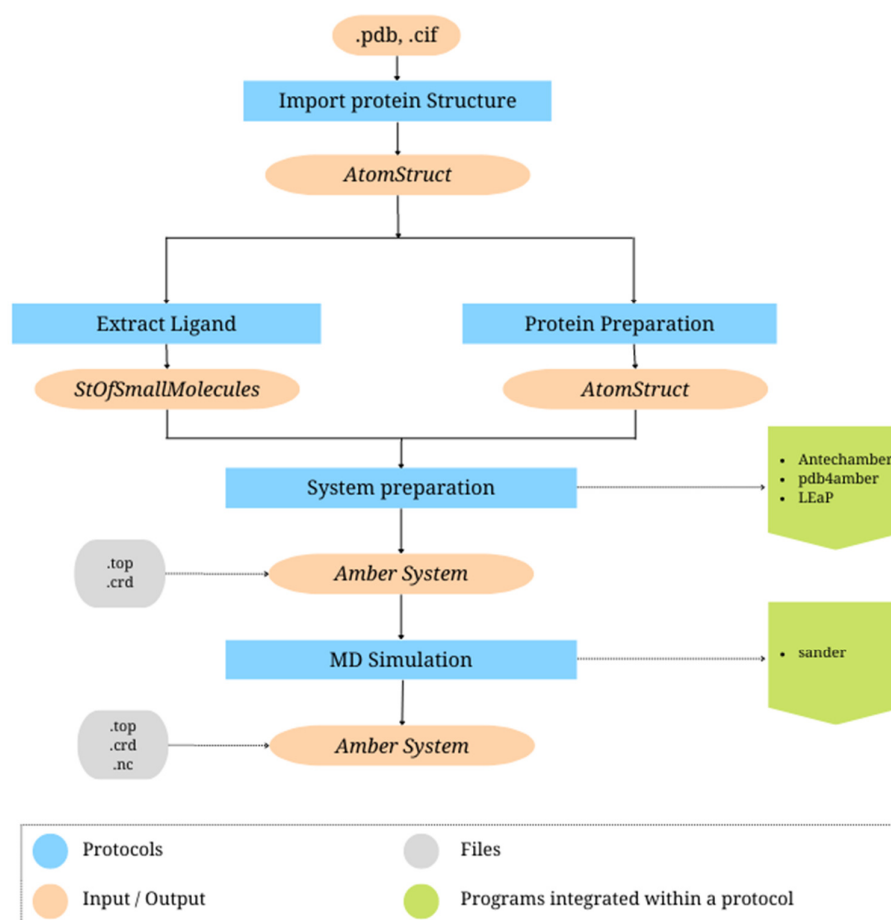 .pdb, .cif
Import protein Structure
AtomStruct
Extract Ligand
Protein Preparation
StOfSmallMolecules
AtomStruct
System preparation
• Antechamber
• pdb4amber
• LEaP
.top
.crd
Amber System
MD Simulation
• sander
.top
.crd
.nc
Amber System
Protocols
Files
Input / Output
Programs integrated within a protocol